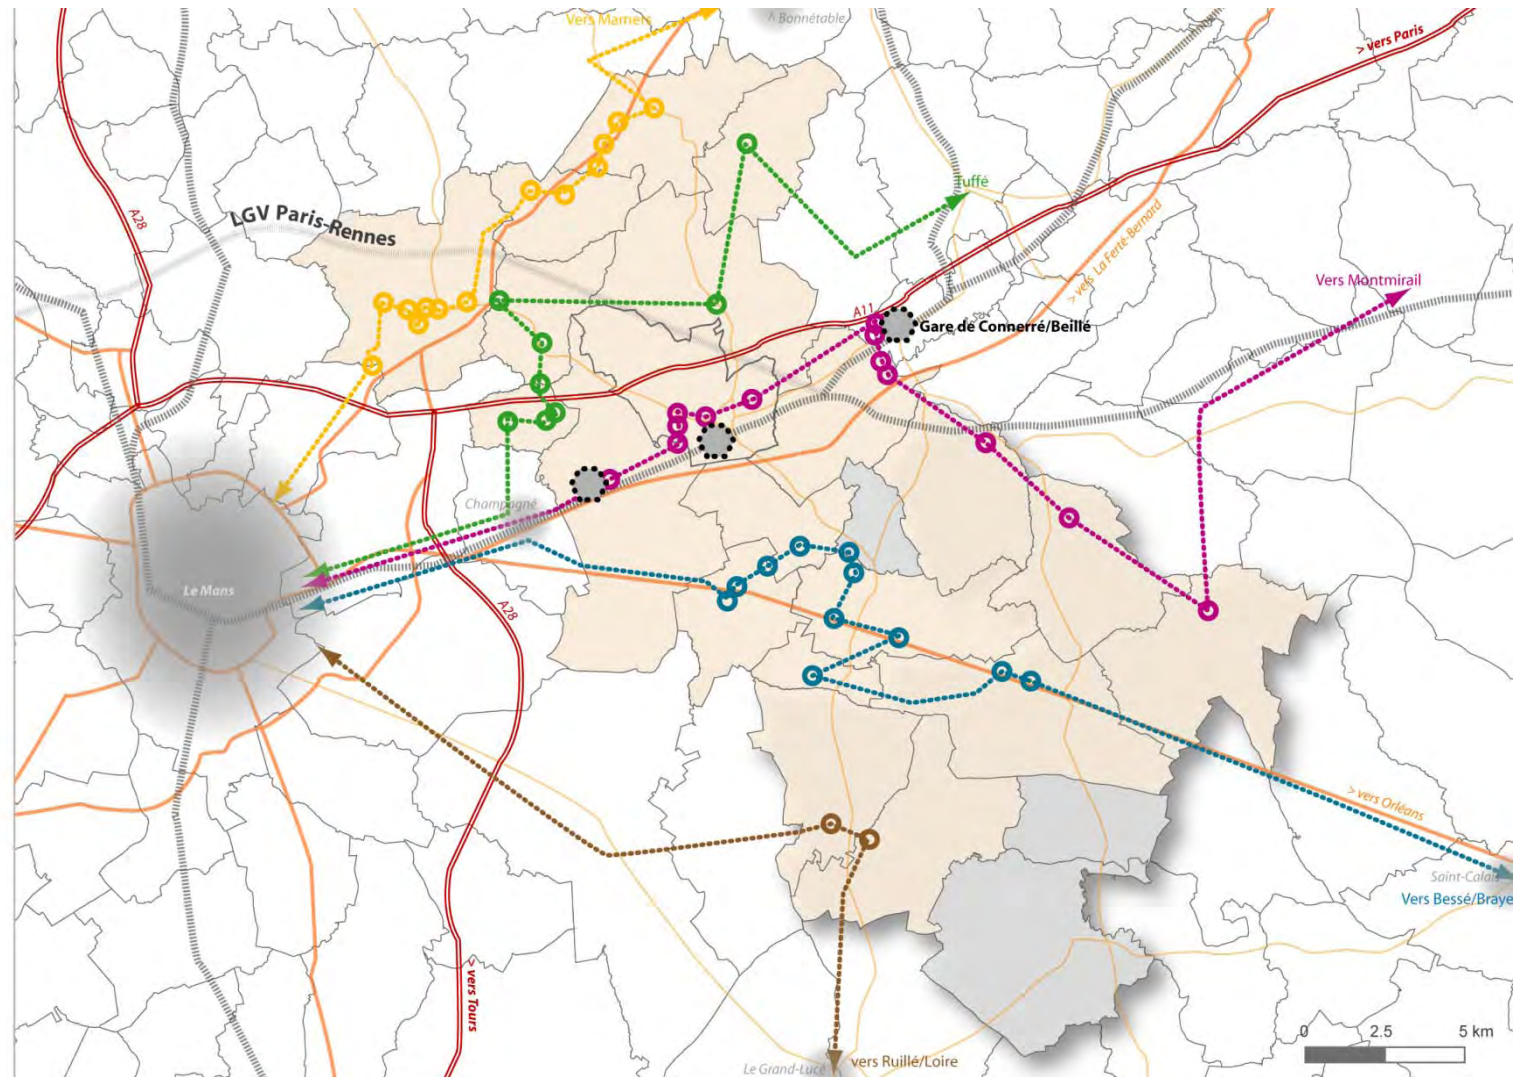 Vers Mamers
^ Bonnétable
> vers Paris
A28
LGV Paris-Rennes
Tuffé
> vers La Ferté-Bernard
Vers Montmirail
A11
Gare de Connerré/Beillé
Champagné
Le Mans
A28
> vers Orléans
Saint-Calais
Vers Bessé/Braye
> vers Tours
0 2.5 5 km
Le Grand-Lucé
vers Ruillé/Loire